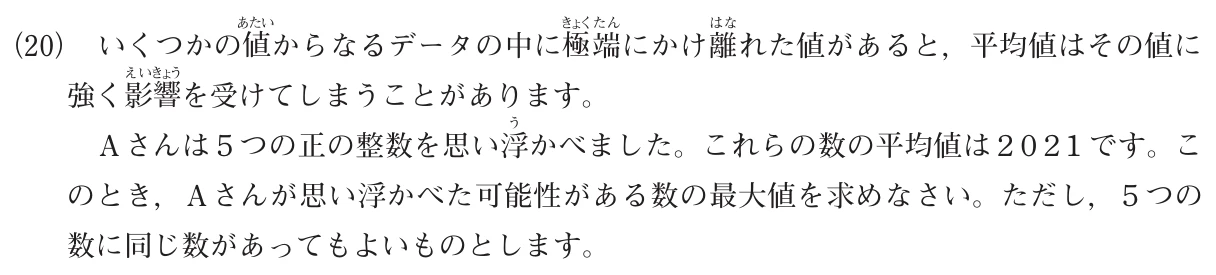 (20) いくつかの値からなるデータの中に極端にかけ離れた値があると，平均値はその値に
強く影響を受けてしまうことがあります。
Aさんは5つの正の整数を思い浮かべました。これらの数の平均値は2021です。こ
のとき，Aさんが思い浮かべた可能性がある数の最大値を求めなさい。ただし，5つの
数に同じ数があってもよいものとします。